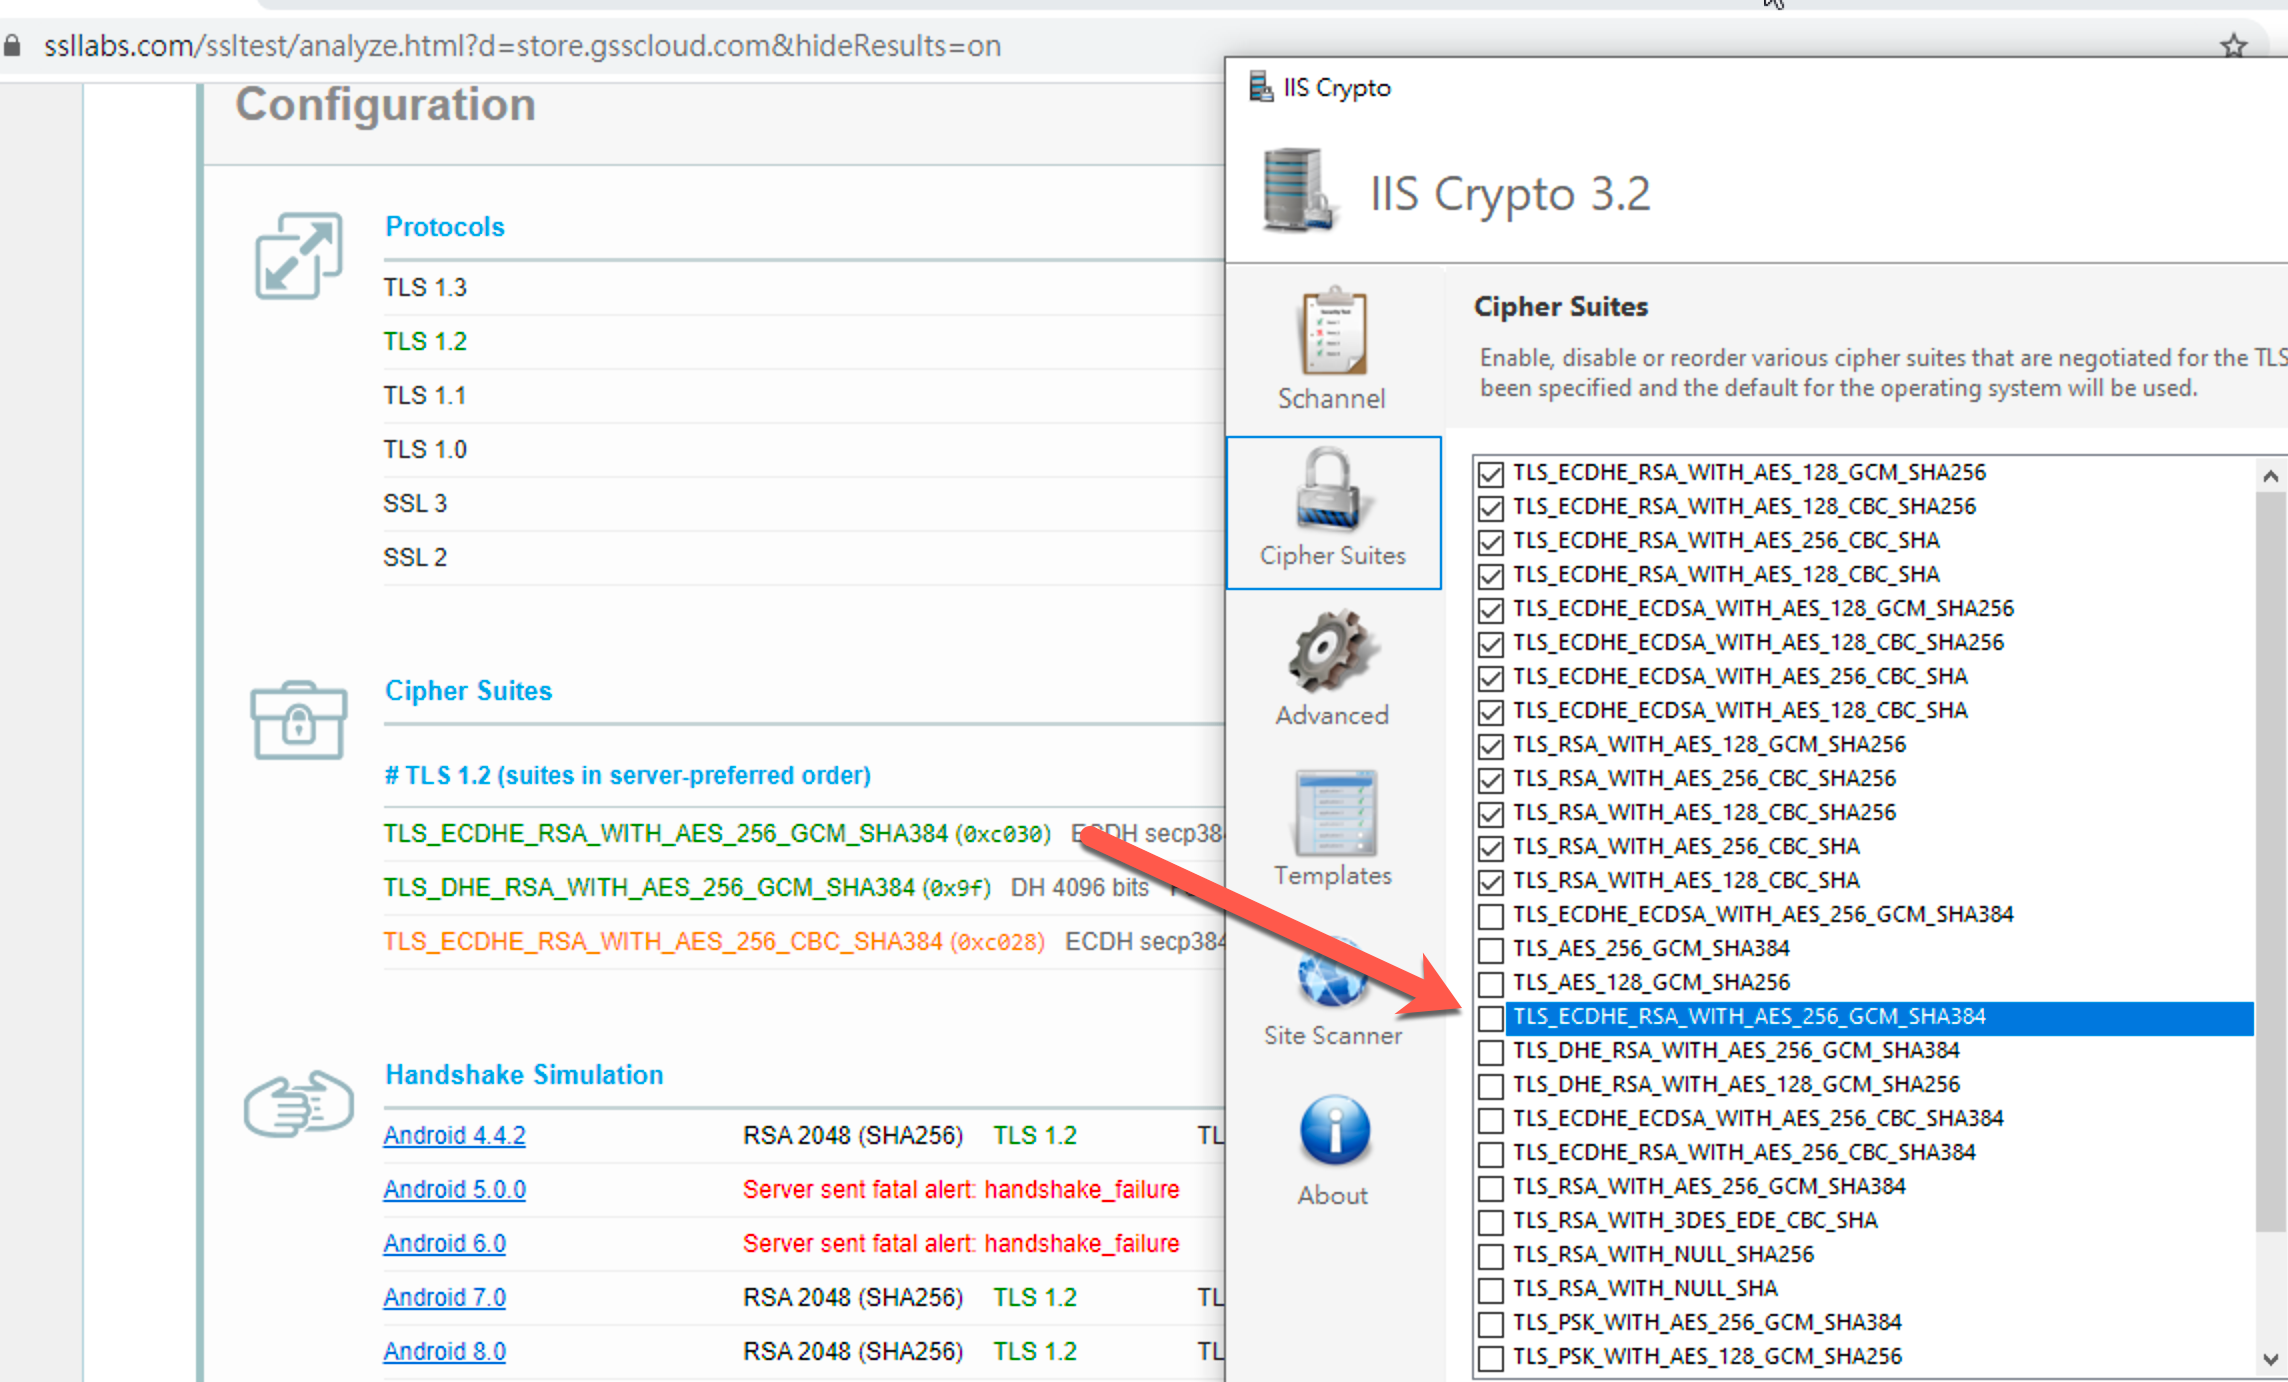 ssllabs.com/ssltest/analyze.html?d=store.gsscloud.com&hideResults=on
Configuration
Protocols
TLS 1.3
TLS 1.2
TLS 1.1
TLS 1.0
SSL 3
SSL 2
Cipher Suites
# TLS 1.2 (suites in server-preferred order)
TLS_ECDHE_RSA_WITH_AES_256_GCM_SHA384 (0xc030) ECDH secp384
TLS_DHE_RSA_WITH_AES_256_GCM_SHA384 (0x9f) DH 4096 bits
TLS_ECDHE_RSA_WITH_AES_256_CBC_SHA384 (0xc028) ECDH secp384
Handshake Simulation
Android 4.4.2 RSA 2048 (SHA256) TLS 1.2 TL
Android 5.0.0 Server sent fatal alert: handshake_failure
Android 6.0 Server sent fatal alert: handshake_failure
Android 7.0 RSA 2048 (SHA256) TLS 1.2 TL
Android 8.0 RSA 2048 (SHA256) TLS 1.2 TL
IIS Crypto
IIS Crypto 3.2
Schannel
Cipher Suites
Advanced
Templates
Site Scanner
About
Cipher Suites
Enable, disable or reorder various cipher suites that are negotiated for the TLS
been specified and the default for the operating system will be used.
TLS_ECDHE_RSA_WITH_AES_128_GCM_SHA256
TLS_ECDHE_RSA_WITH_AES_128_CBC_SHA256
TLS_ECDHE_RSA_WITH_AES_256_CBC_SHA
TLS_ECDHE_RSA_WITH_AES_128_CBC_SHA
TLS_ECDHE_ECDSA_WITH_AES_128_GCM_SHA256
TLS_ECDHE_ECDSA_WITH_AES_128_CBC_SHA256
TLS_ECDHE_ECDSA_WITH_AES_256_CBC_SHA
TLS_ECDHE_ECDSA_WITH_AES_128_CBC_SHA
TLS_RSA_WITH_AES_128_GCM_SHA256
TLS_RSA_WITH_AES_256_CBC_SHA256
TLS_RSA_WITH_AES_128_CBC_SHA256
TLS_RSA_WITH_AES_256_CBC_SHA
TLS_RSA_WITH_AES_128_CBC_SHA
TLS_ECDHE_ECDSA_WITH_AES_256_GCM_SHA384
TLS_AES_256_GCM_SHA384
TLS_AES_128_GCM_SHA256
TLS_ECDHE_RSA_WITH_AES_256_GCM_SHA384
TLS_DHE_RSA_WITH_AES_256_GCM_SHA384
TLS_DHE_RSA_WITH_AES_128_GCM_SHA256
TLS_ECDHE_ECDSA_WITH_AES_256_CBC_SHA384
TLS_ECDHE_RSA_WITH_AES_256_CBC_SHA384
TLS_RSA_WITH_AES_256_GCM_SHA384
TLS_RSA_WITH_3DES_EDE_CBC_SHA
TLS_RSA_WITH_NULL_SHA256
TLS_RSA_WITH_NULL_SHA
TLS_PSK_WITH_AES_256_GCM_SHA384
TLS_PSK_WITH_AES_128_GCM_SHA256